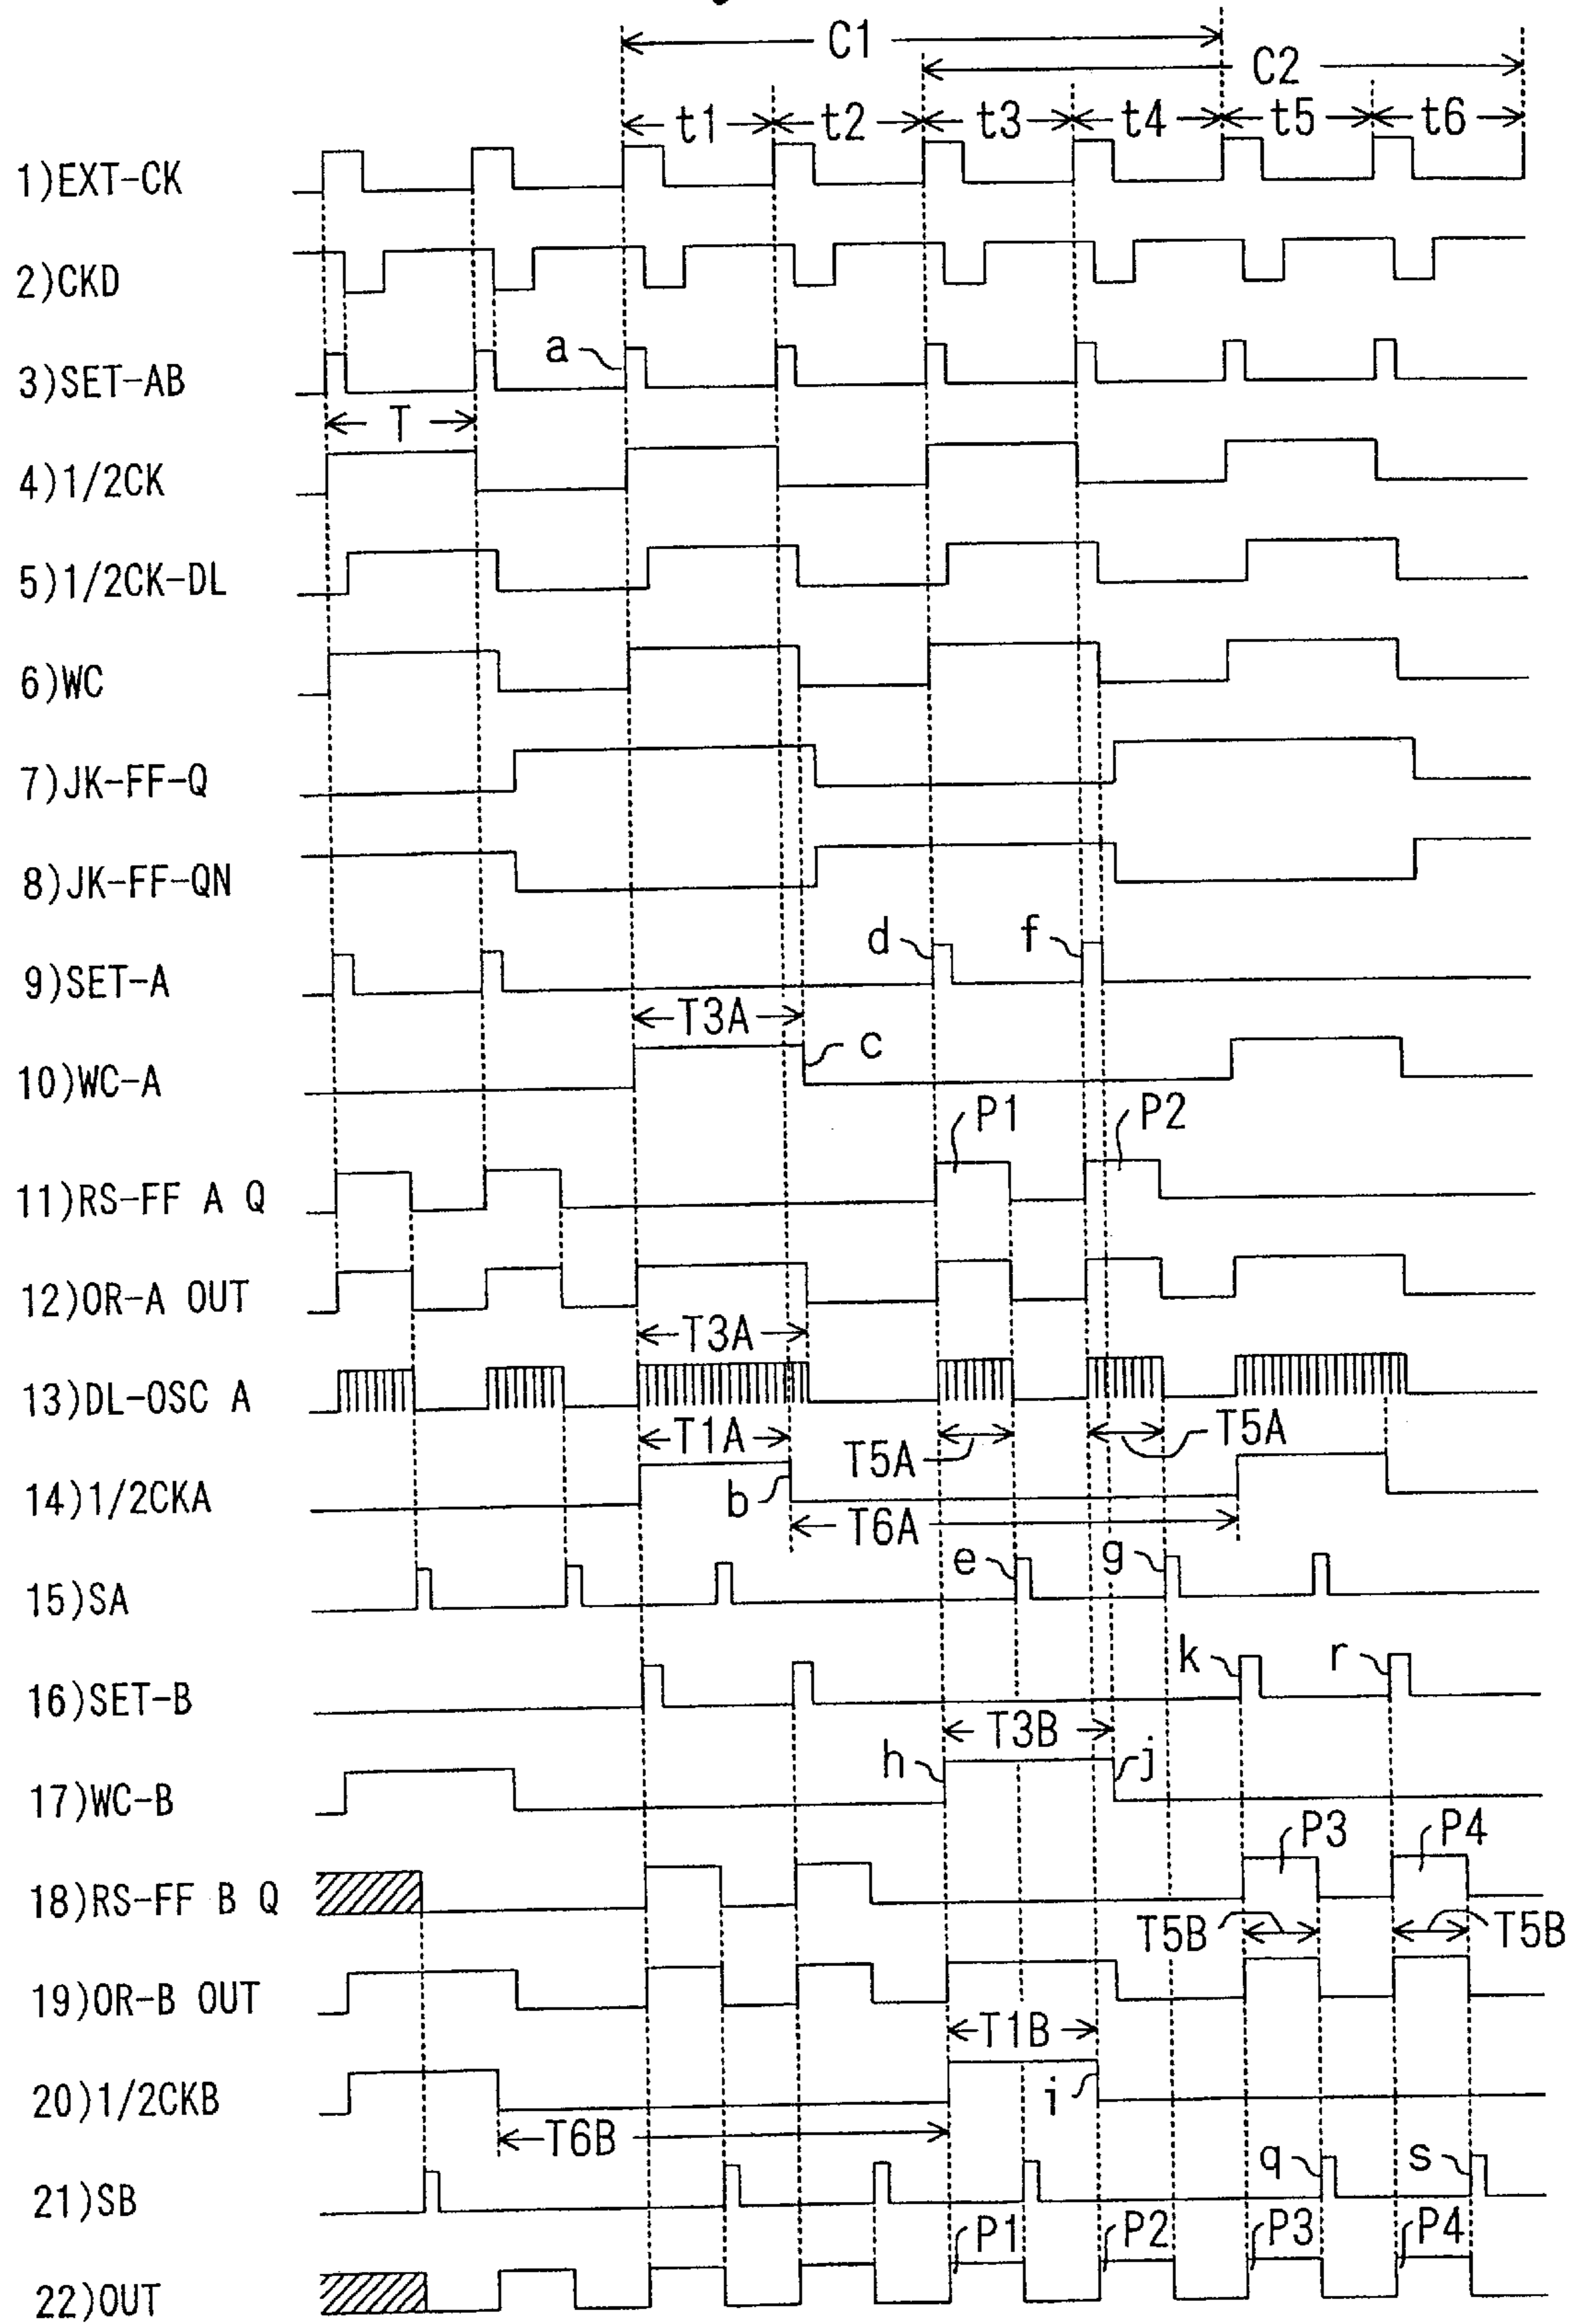 C1
C2
t1 t2 t3 t4 t5 t6
1)EXT-CK
2)CKD
a
3)SET-AB
T
4)1/2CK
5)1/2CK-DL
6)WC
7)JK-FF-Q
8)JK-FF-QN
d f
9)SET-A
T3A
c
10)WC-A
P1 P2
11)RS-FF A Q
12)OR-A OUT
T3A
13)DL-OSC A
T1A T5A T5A
14)1/2CKA
b
T6A
e g
15)SA
k r
16)SET-B
T3B
h j
17)WC-B
P3 P4
18)RS-FF B Q
T5B T5B
19)OR-B OUT
T1B
20)1/2CKB
i
T6B
q s
21)SB
P1 P2 P3 P4
22)OUT